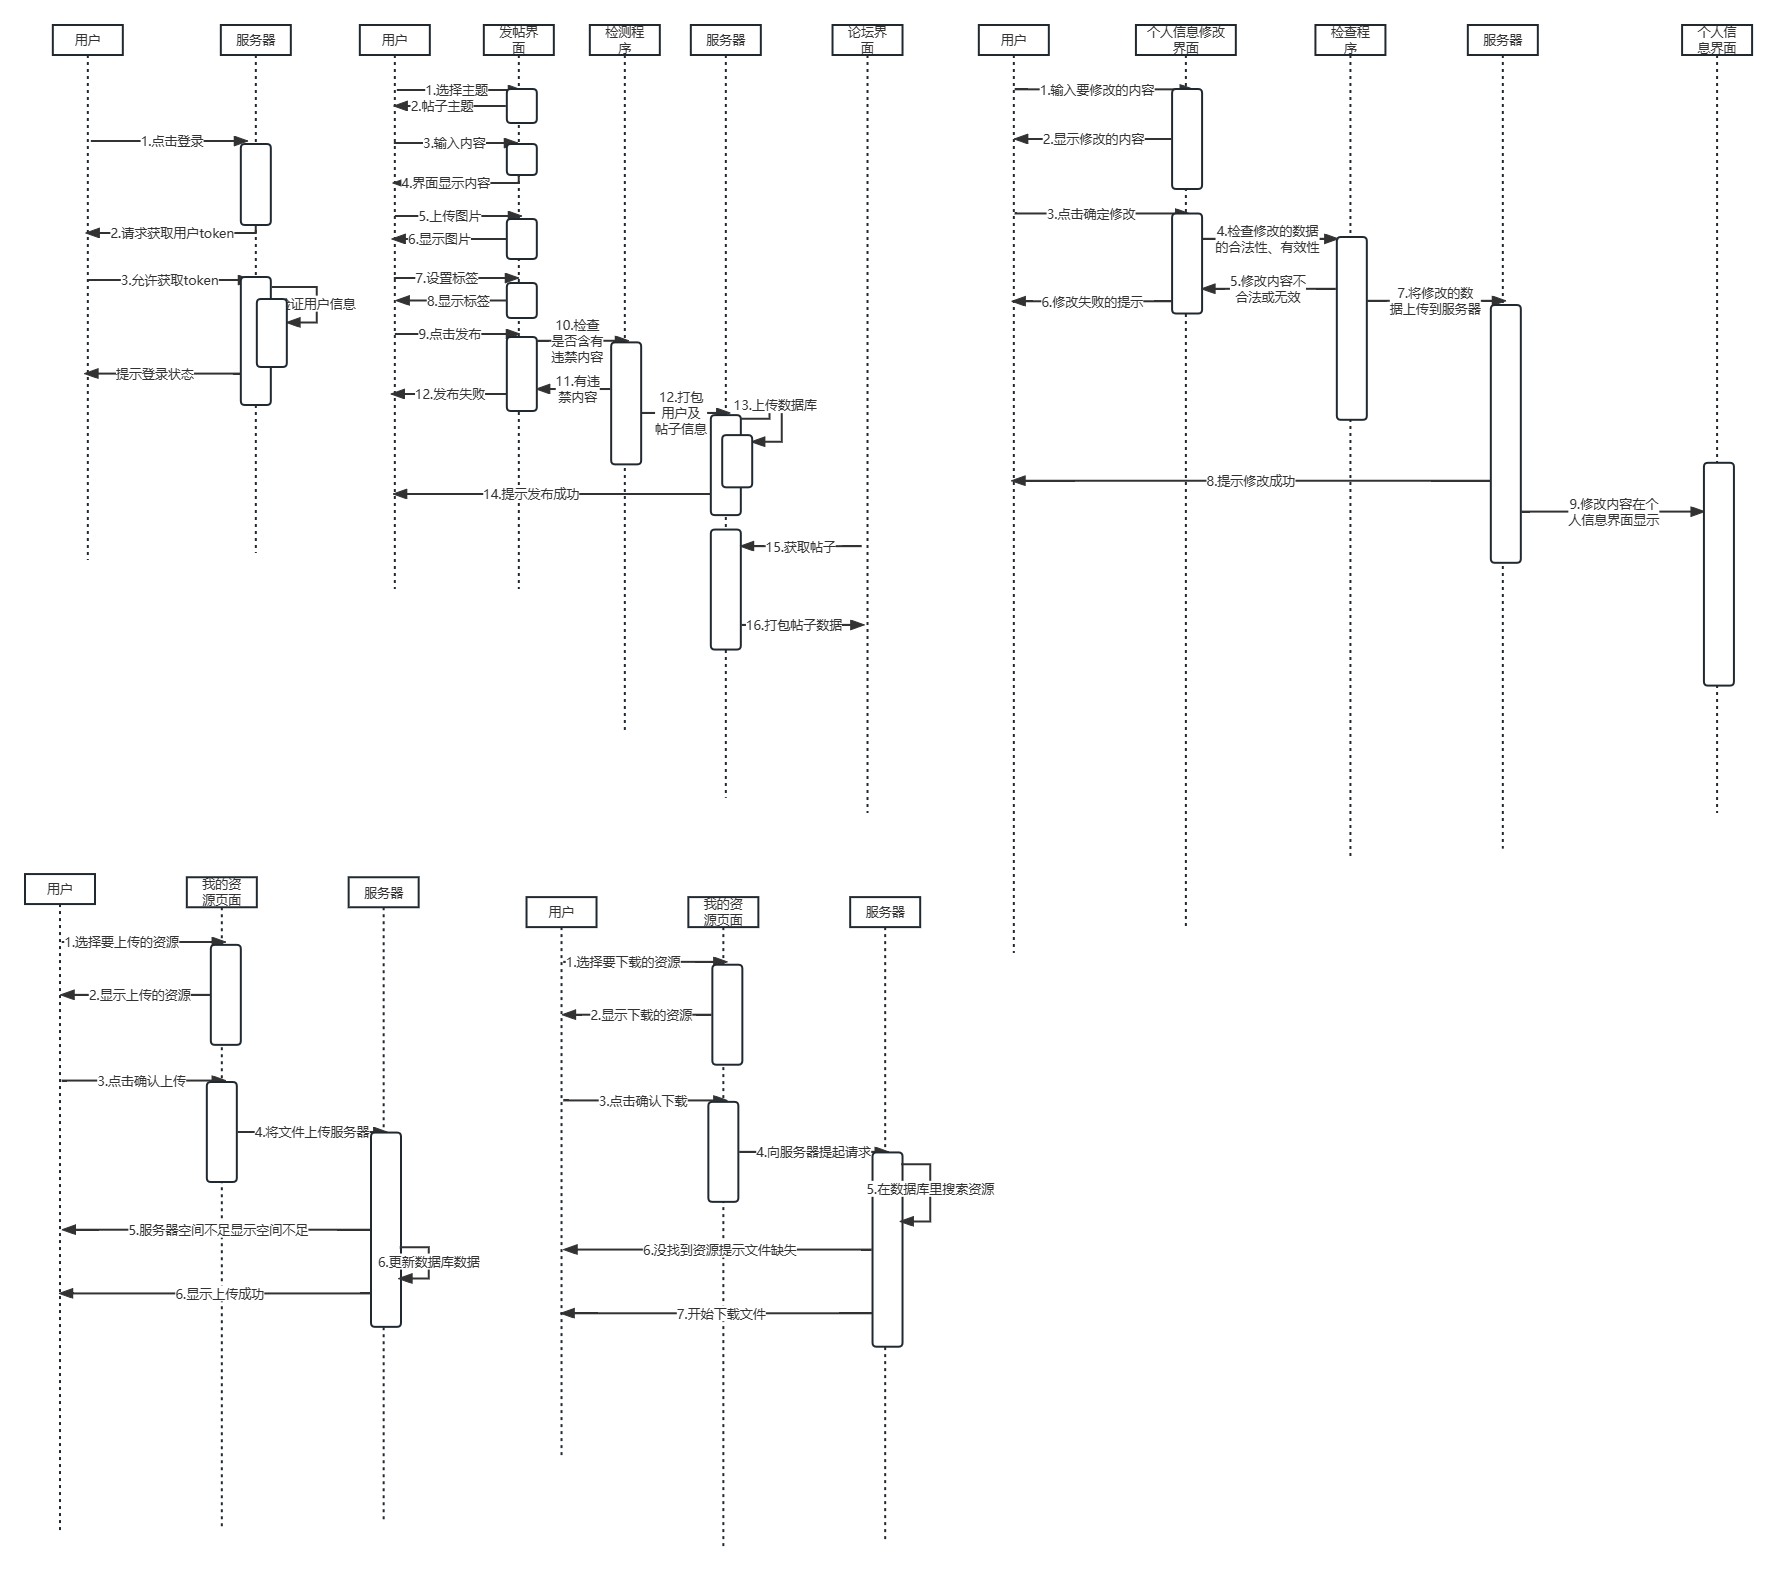 用户
服务器
1.点击登录
2.请求获取用户token
3.允许获取token
证用户信息
提示登录状态
用户
发帖界
面
检测程
序
服务器
论坛界
面
1.选择主题
2.帖子主题
3.输入内容
4.界面显示内容
5.上传图片
6.显示图片
7.设置标签
8.显示标签
9.点击发布
10.检查
是否含有
违禁内容
11.有违
禁内容
12.发布失败
12.打包
用户及
帖子信息
13.上传数据库
14.提示发布成功
15.获取帖子
16.打包帖子数据
用户
个人信息修改
界面
检查程
序
服务器
个人信
息界面
1.输入要修改的内容
2.显示修改的内容
3.点击确定修改
4.检查修改的数据
的合法性、有效性
5.修改内容不
合法或无效
6.修改失败的提示
7.将修改的数
据上传到服务器
8.提示修改成功
9.修改内容在个
人信息界面显示
用户
我的资
源页面
服务器
1.选择要上传的资源
2.显示上传的资源
3.点击确认上传
4.将文件上传服务器
5.服务器空间不足显示空间不足
6.更新数据库数据
6.显示上传成功
用户
我的资
源页面
服务器
1.选择要下载的资源
2.显示下载的资源
3.点击确认下载
4.向服务器提起请求
5.在数据库里搜索资源
6.没找到资源提示文件缺失
7.开始下载文件